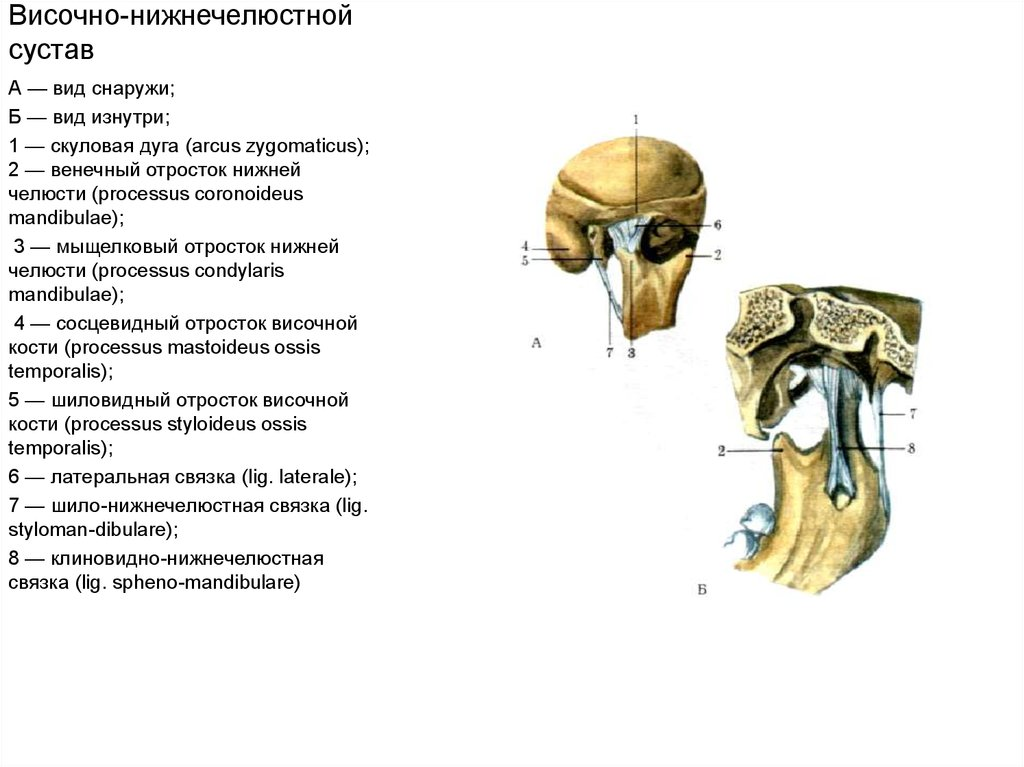 Височно-нижнечелюстной
сустав
А — вид снаружи;
Б — вид изнутри;
1 — скуловая дуга (arcus zygomaticus);
2 — венечный отросток нижней
челюсти (processus coronoideus
mandibulae);
3 — мыщелковый отросток нижней
челюсти (processus condylaris
mandibulae);
4 — сосцевидный отросток височной
кости (processus mastoideus ossis
temporalis);
5 — шиловидный отросток височной
кости (processus styloideus ossis
temporalis);
6 — латеральная связка (lig. laterale);
7 — шило-нижнечелюстная связка (lig.
styloman-dibulare);
8 — клиновидно-нижнечелюстная
связка (lig. spheno-mandibulare)
1
6
4
2
5
А
7 3
7
2
8
Б